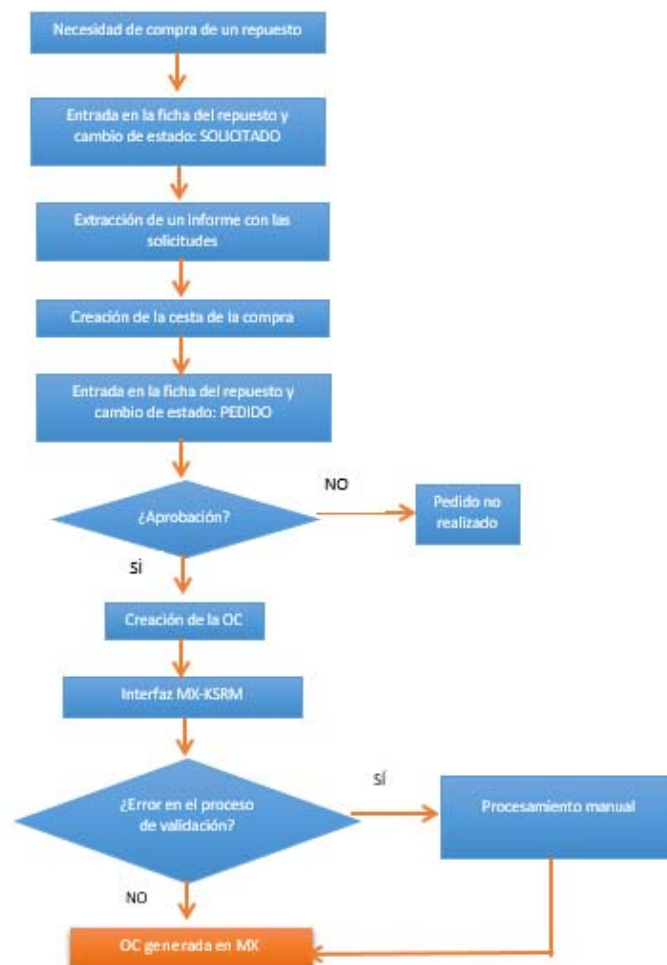 Necesidad de compra de un repuesto
Entrada en la ficha del repuesto y
cambio de estado: SOLICITADO
Extracción de un informe con las
solicitudes
Creación de la cesta de la compra
Entrada en la ficha del repuesto y
cambio de estado: PEDIDO
¿Aprobación?
NO
Pedido no
realizado
SÍ
Creación de la OC
Interfaz MX-KSRM
¿Error en el proceso
de validación?
SÍ
Procesamiento manual
NO
OC generada en MX